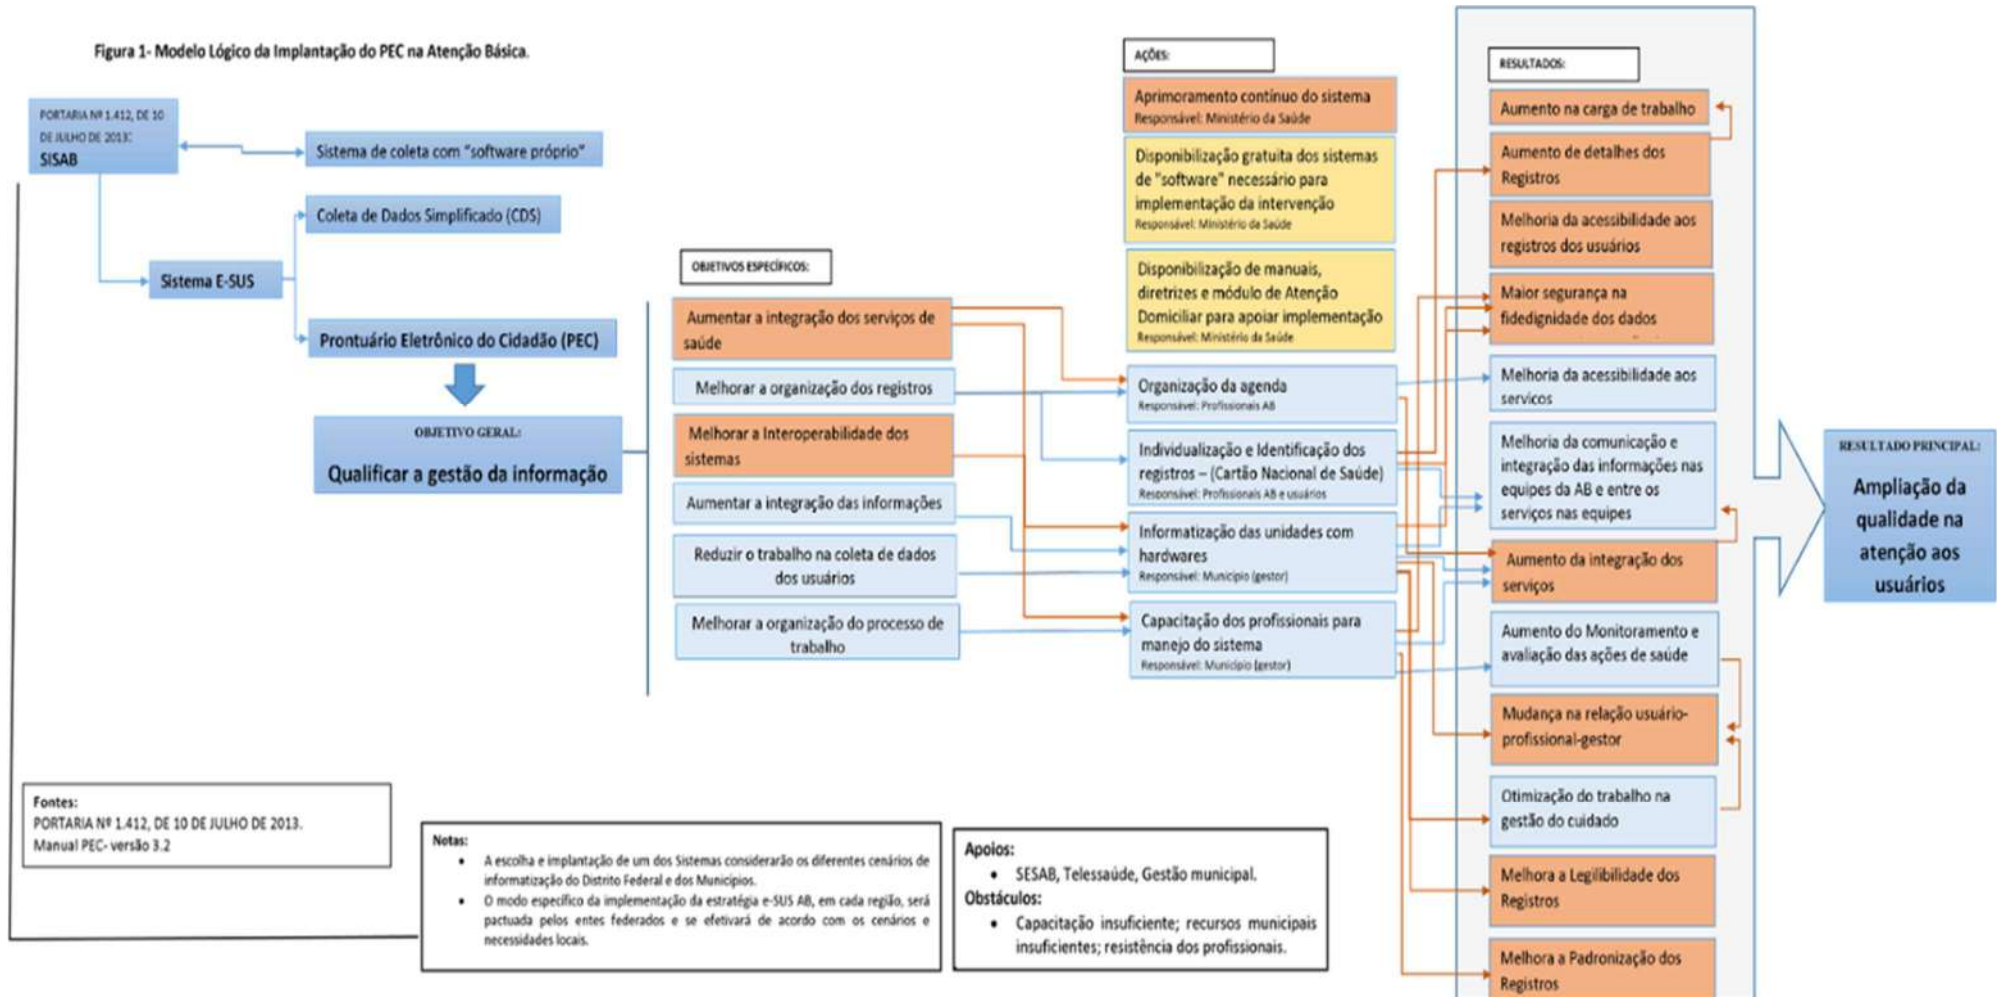 Figura 1- Modelo Lógico da Implantação do PEC na Atenção Básica.
PORTARIA Nº 1.412, DE 10
DE JULHO DE 2013:
SISAB
Sistema de coleta com "software próprio"
Coleta de Dados Simplificado (CDS)
Sistema E-SUS
Prontuário Eletrônico do Cidadão (PEC)
OBJETIVO GERAL:
Qualificar a gestão da informação
OBJETIVOS ESPECÍFICOS:
Aumentar a integração dos serviços de
saúde
Melhorar a organização dos registros
Melhorar a Interoperabilidade dos
sistemas
Aumentar a integração das informações
Reduzir o trabalho na coleta de dados
dos usuários
Melhorar a organização do processo de
trabalho
AÇÕES:
Aprimoramento contínuo do sistema
Responsável: Ministério da Saúde
Disponibilização gratuita dos sistemas
de "software" necessário para
implementação da intervenção
Responsável: Ministério da Saúde
Disponibilização de manuais,
diretrizes e módulo de Atenção
Domiciliar para apoiar implementação
Responsável: Ministério da Saúde
Organização da agenda
Responsável: Profissionais AB
Individualização e Identificação dos
registros – (Cartão Nacional de Saúde)
Responsável: Profissionais AB e usuários
Informatização das unidades com
hardwares
Responsável: Município (gestor)
Capacitação dos profissionais para
manejo do sistema
Responsável: Município (gestor)
RESULTADOS:
Aumento na carga de trabalho
Aumento de detalhes dos
Registros
Melhoria da acessibilidade aos
registros dos usuários
Maior segurança na
fidedignidade dos dados
Melhoria da acessibilidade aos
servicos
Melhoria da comunicação e
integração das informações nas
equipes da AB e entre os
serviços nas equipes
Aumento da integração dos
serviços
Aumento do Monitoramento e
avaliação das ações de saúde
Mudança na relação usuário-
profissional-gestor
Otimização do trabalho na
gestão do cuidado
Melhora a Legilibilidade dos
Registros
Melhora a Padronização dos
Registros
RESULTADO PRINCIPAL:
Ampliação da
qualidade na
atenção aos
usuários
Fontes:
PORTARIA Nº 1.412, DE 10 DE JULHO DE 2013.
Manual PEC- versão 3.2
Notas:
• A escolha e implantação de um dos Sistemas considerarão os diferentes cenários de
informatização do Distrito Federal e dos Municípios.
• O modo específico da implementação da estratégia e-SUS AB, em cada região, será
pactuada pelos entes federados e se efetivará de acordo com os cenários e
necessidades locais.
Apoios:
• SESAB, Telessaúde, Gestão municipal.
Obstáculos:
• Capacitação insuficiente; recursos municipais
insuficientes; resistência dos profissionais.